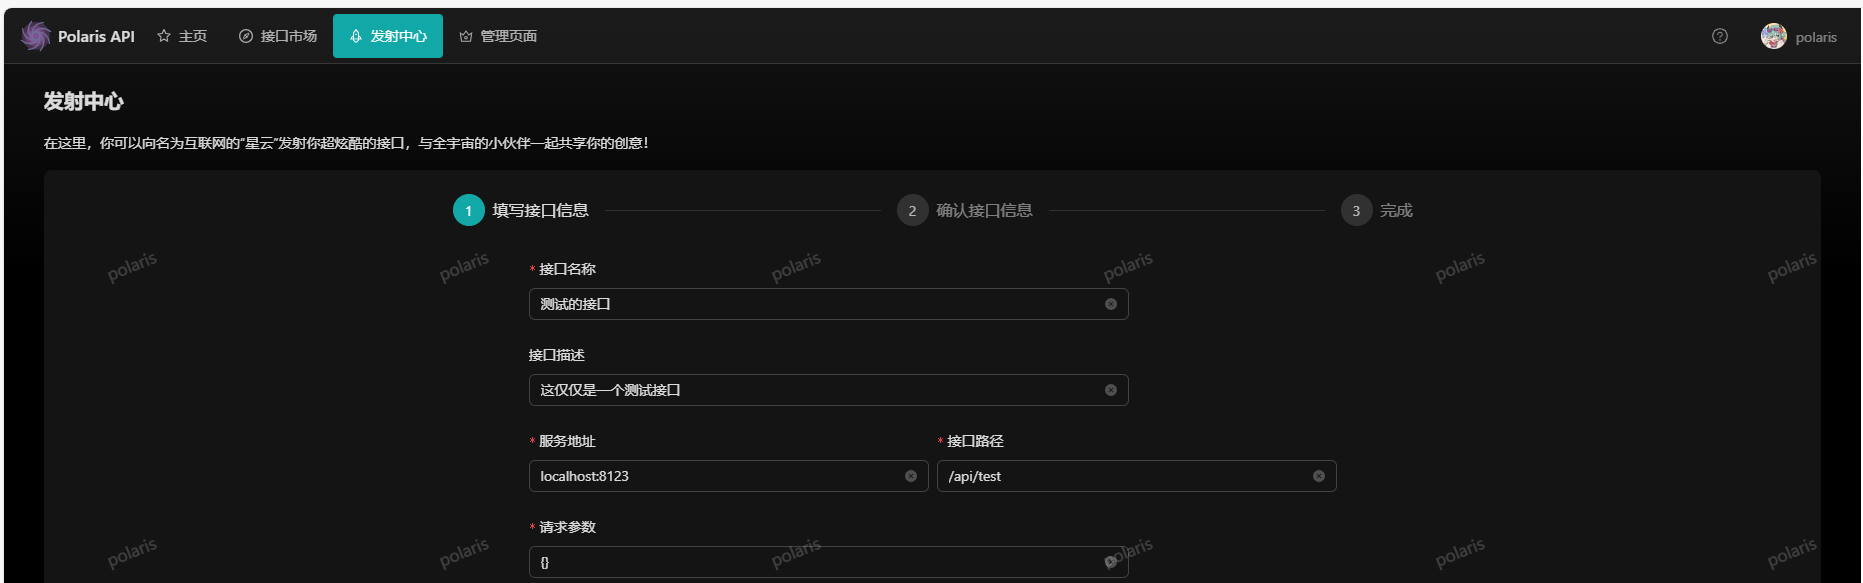 Polaris API 主页 接口市场 发射中心 管理页面 polaris
发射中心
在这里，你可以向名为互联网的“星云”发射你超炫酷的接口，与全宇宙的小伙伴一起共享你的创意！
1 填写接口信息 2 确认接口信息 3 完成
polaris polaris polaris polaris polaris polaris
* 接口名称
测试的接口
接口描述
这仅仅是一个测试接口
* 服务地址 * 接口路径
localhost:8123 /api/test
* 请求参数
polaris polaris polaris polaris polaris polaris
{}